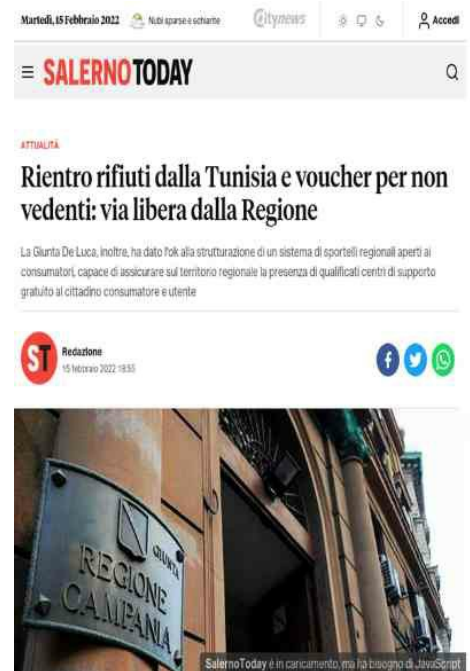 Martedì, 15 Febbraio 2022 Nubi sparse e schiarite Citynews Accedi
SALERNOTODAY
ATTUALITÀ
Rientro rifiuti dalla Tunisia e voucher per non
vedenti: via libera dalla Regione
La Giunta De Luca, inoltre, ha dato l'ok alla strutturazione di un sistema di sportelli regionali aperti ai
consumatori, capace di assicurare sul territorio regionale la presenza di qualificati centri di supporto
gratuito al cittadino consumatore e utente
ST
Redazione
15 febbraio 2022 18:55
GIUNTA
REGIONE
CAMPANIA
SalernoToday è in caricamento, ma ha bisogno di JavaScript